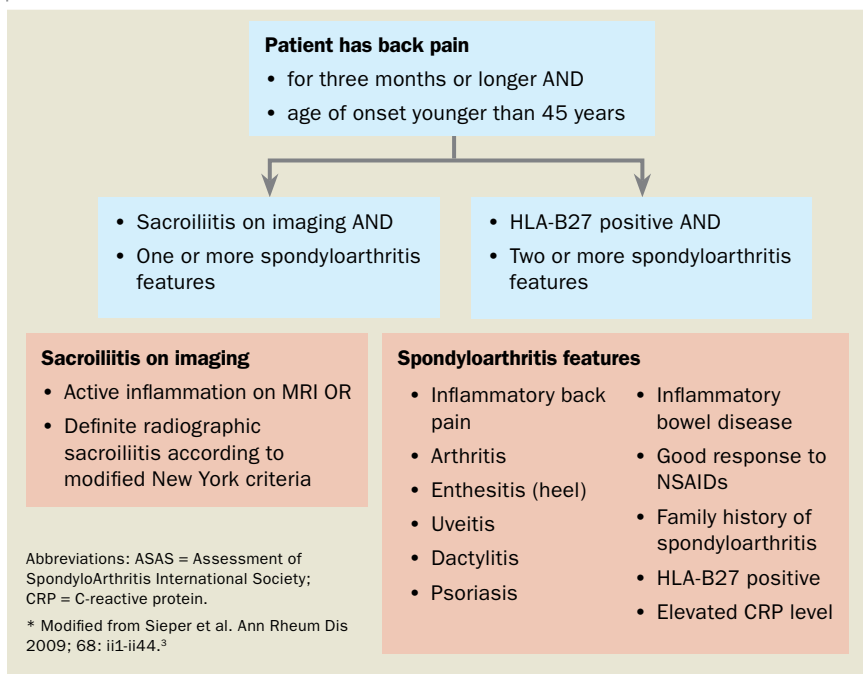 Patient has back pain
• for three months or longer AND
• age of onset younger than 45 years
• Sacroiliitis on imaging AND
• One or more spondyloarthritis
features
• HLA-B27 positive AND
• Two or more spondyloarthritis
features
Sacroiliitis on imaging
• Active inflammation on MRI OR
• Definite radiographic
sacroiliitis according to
modified New York criteria
Spondyloarthritis features
• Inflammatory back
pain
• Arthritis
• Enthesitis (heel)
• Uveitis
• Dactylitis
• Psoriasis
• Inflammatory
bowel disease
• Good response to
NSAIDs
• Family history of
spondyloarthritis
• HLA-B27 positive
• Elevated CRP level
Abbreviations: ASAS = Assessment of
SpondyloArthritis International Society;
CRP = C-reactive protein.
* Modified from Sieper et al. Ann Rheum Dis
2009; 68: ii1-ii44.³